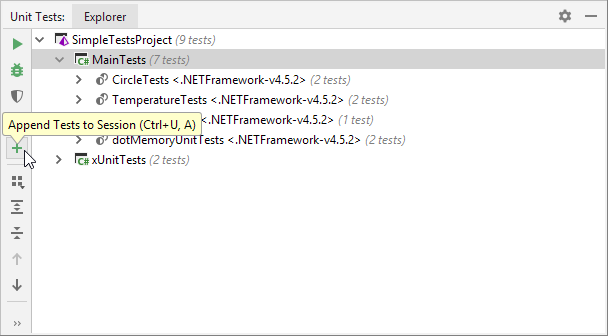 Unit Tests: Explorer
SimpleTestsProject (9 tests)
C# MainTests (7 tests)
CircleTests <.NETFramework-v4.5.2> (2 tests)
TemperatureTests <.NETFramework-v4.5.2> (2 tests)
Append Tests to Session (Ctrl+U, A) .NETFramework-v4.5.2> (1 test)
dotMemoryUnitTests <.NETFramework-v4.5.2> (2 tests)
C# xUnitTests (2 tests)